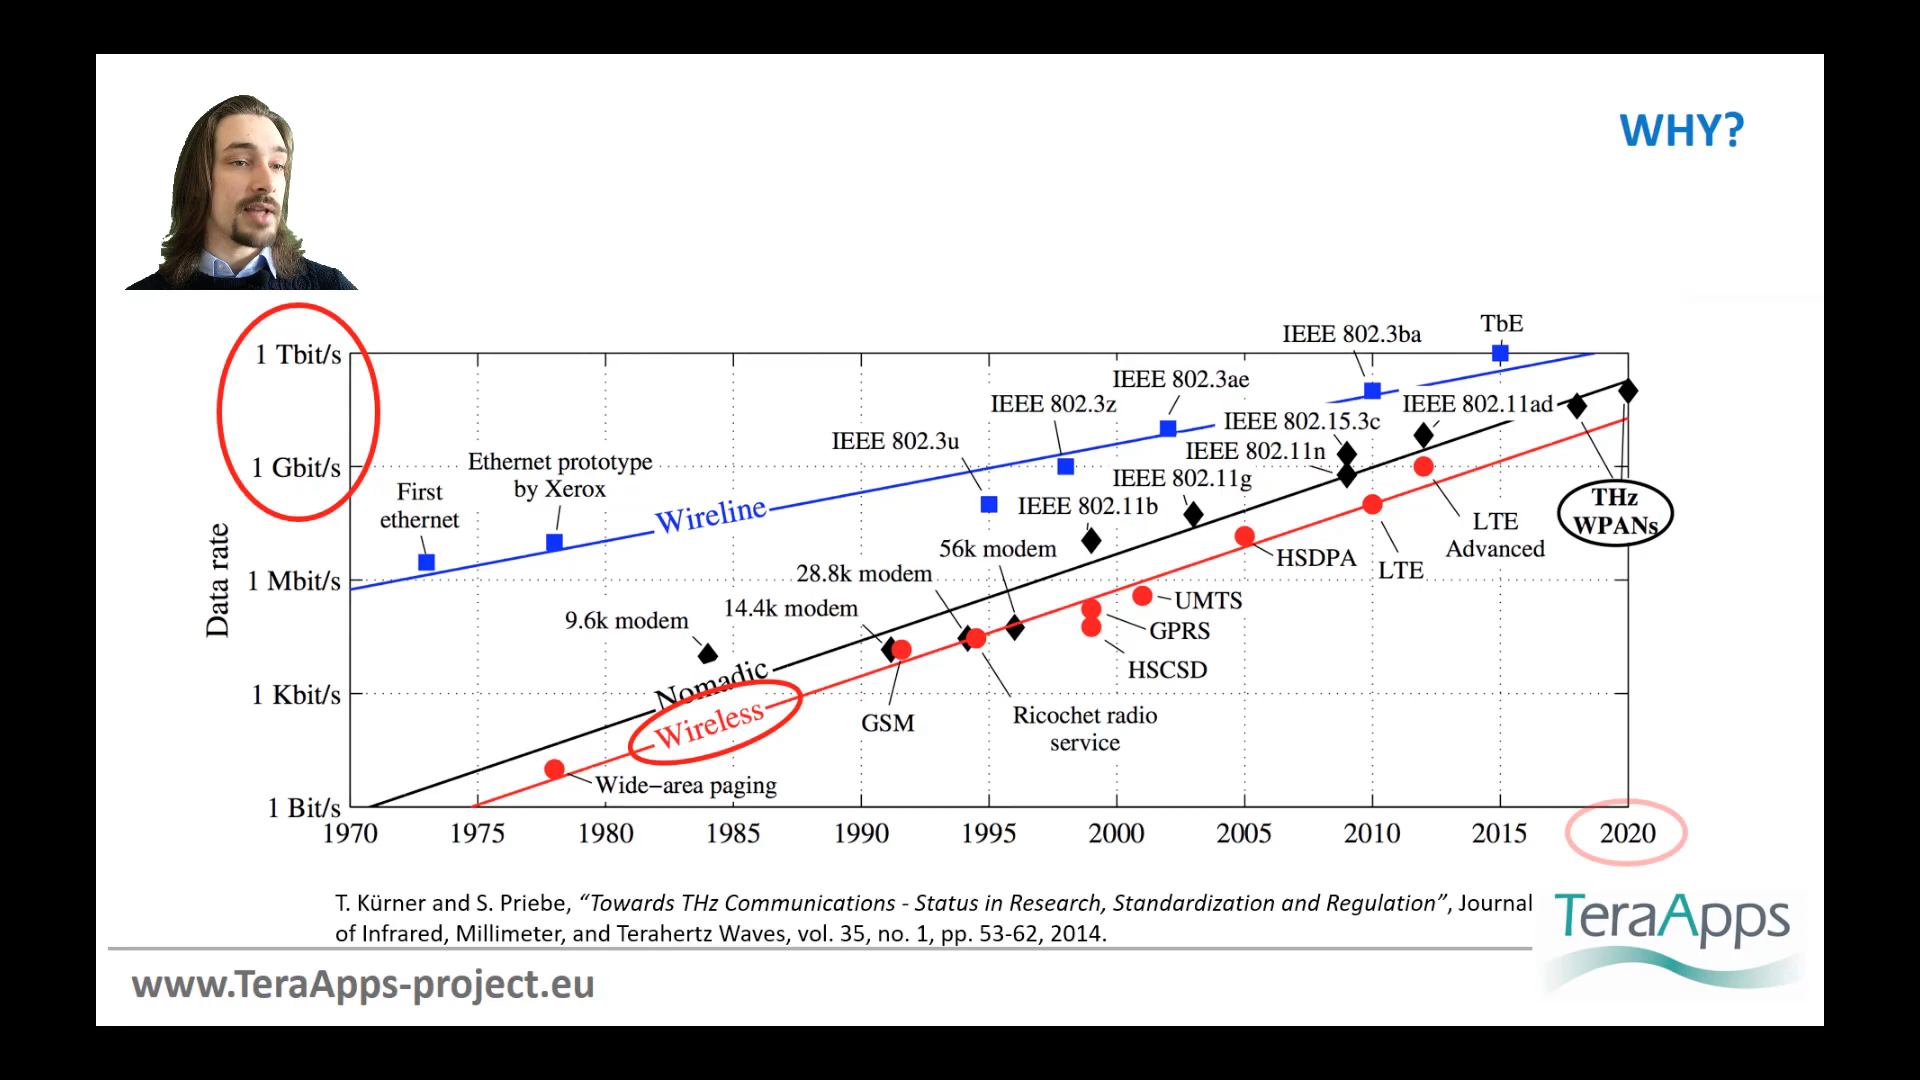 WHY?
TbE
IEEE 802.3ba
1 Tbit/s
IEEE 802.3ae
IEEE 802.3z
IEEE 802.11ad
IEEE 802.15.3c
IEEE 802.3u
IEEE 802.11n
1 Gbit/s
Ethernet prototype
by Xerox
IEEE 802.11g
First
ethernet
THz
WPANs
IEEE 802.11b
Wireline
LTE
Advanced
56k modem
HSDPA
LTE
28.8k modem
1 Mbit/s
Data rate
14.4k modem
UMTS
9.6k modem
GPRS
HSCSD
Nomadic
1 Kbit/s
Wireless
GSM
Ricochet radio
service
Wide-area paging
1 Bit/s
1970 1975 1980 1985 1990 1995 2000 2005 2010 2015 2020
T. Kürner and S. Priebe, “Towards THz Communications - Status in Research, Standardization and Regulation”, Journal
of Infrared, Millimeter, and Terahertz Waves, vol. 35, no. 1, pp. 53-62, 2014.
TeraApps
www.TeraApps-project.eu